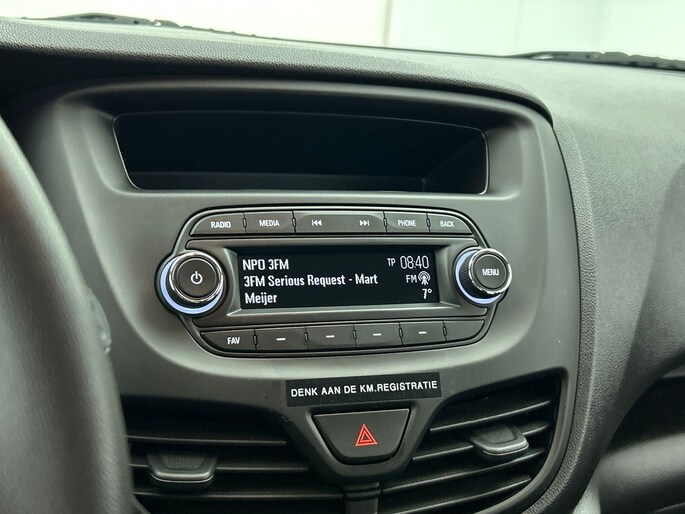 RADIO MEDIA PHONE BACK
NPO 3FM TP 08:40
3FM Serious Request - Mart FM
Meijer 7°
MENU
FAV
DENK AAN DE KM.REGISTRATIE